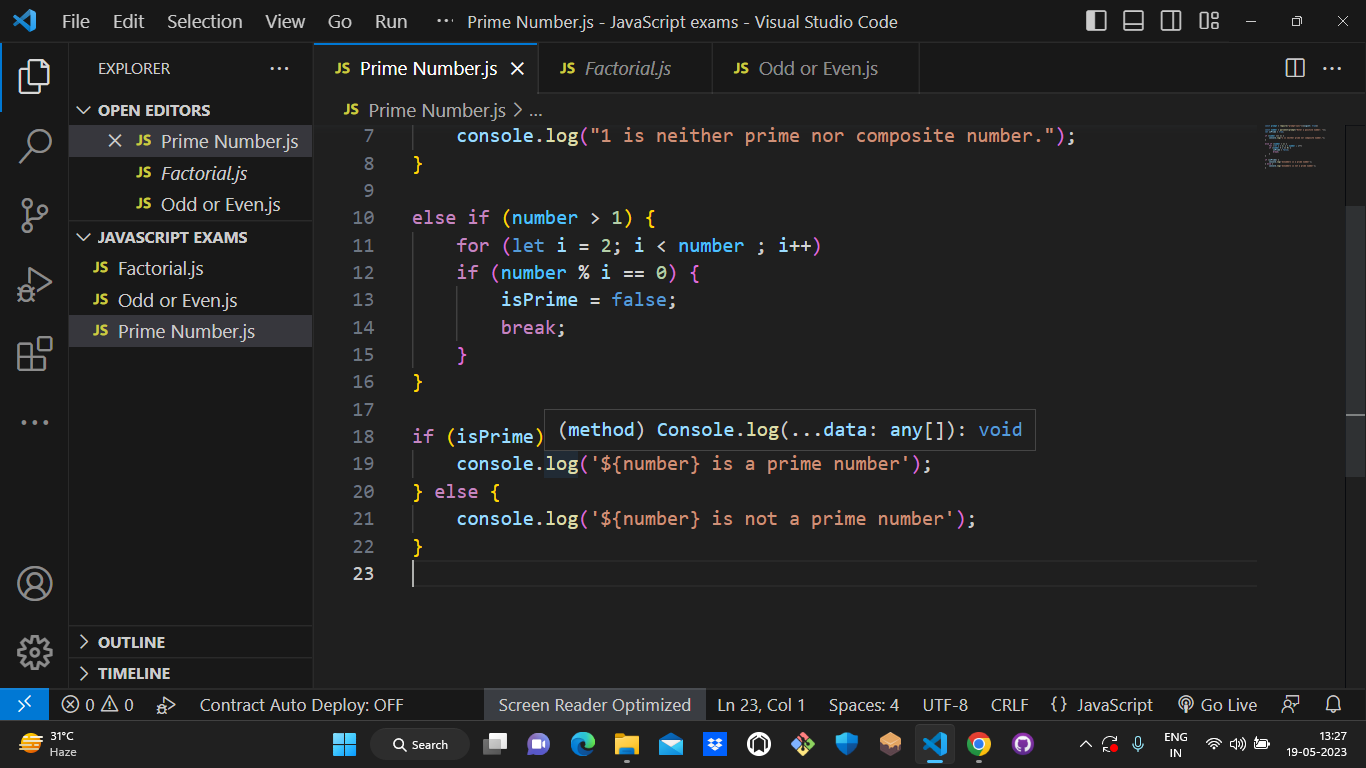 File Edit Selection View Go Run ··· Prime Number.js - JavaScript exams - Visual Studio Code
EXPLORER ···
OPEN EDITORS
JS Prime Number.js
JS Factorial.js
JS Odd or Even.js
JAVASCRIPT EXAMS
JS Factorial.js
JS Odd or Even.js
JS Prime Number.js
OUTLINE
TIMELINE
JS Prime Number.js JS Factorial.js JS Odd or Even.js ···
JS Prime Number.js > ...
7 console.log("1 is neither prime nor composite number.");
8 }
9
10 else if (number > 1) {
11 for (let i = 2; i < number ; i++)
12 if (number % i == 0) {
13 isPrime = false;
14 break;
15 }
16 }
17
18 if (isPrime)
(method) Console.log(...data: any[]): void
19 console.log('${number} is a prime number');
20 } else {
21 console.log('${number} is not a prime number');
22 }
23
0 0 Contract Auto Deploy: OFF Screen Reader Optimized Ln 23, Col 1 Spaces: 4 UTF-8 CRLF {} JavaScript Go Live
31°C
Haze
Search
ENG
IN
13:27
19-05-2023